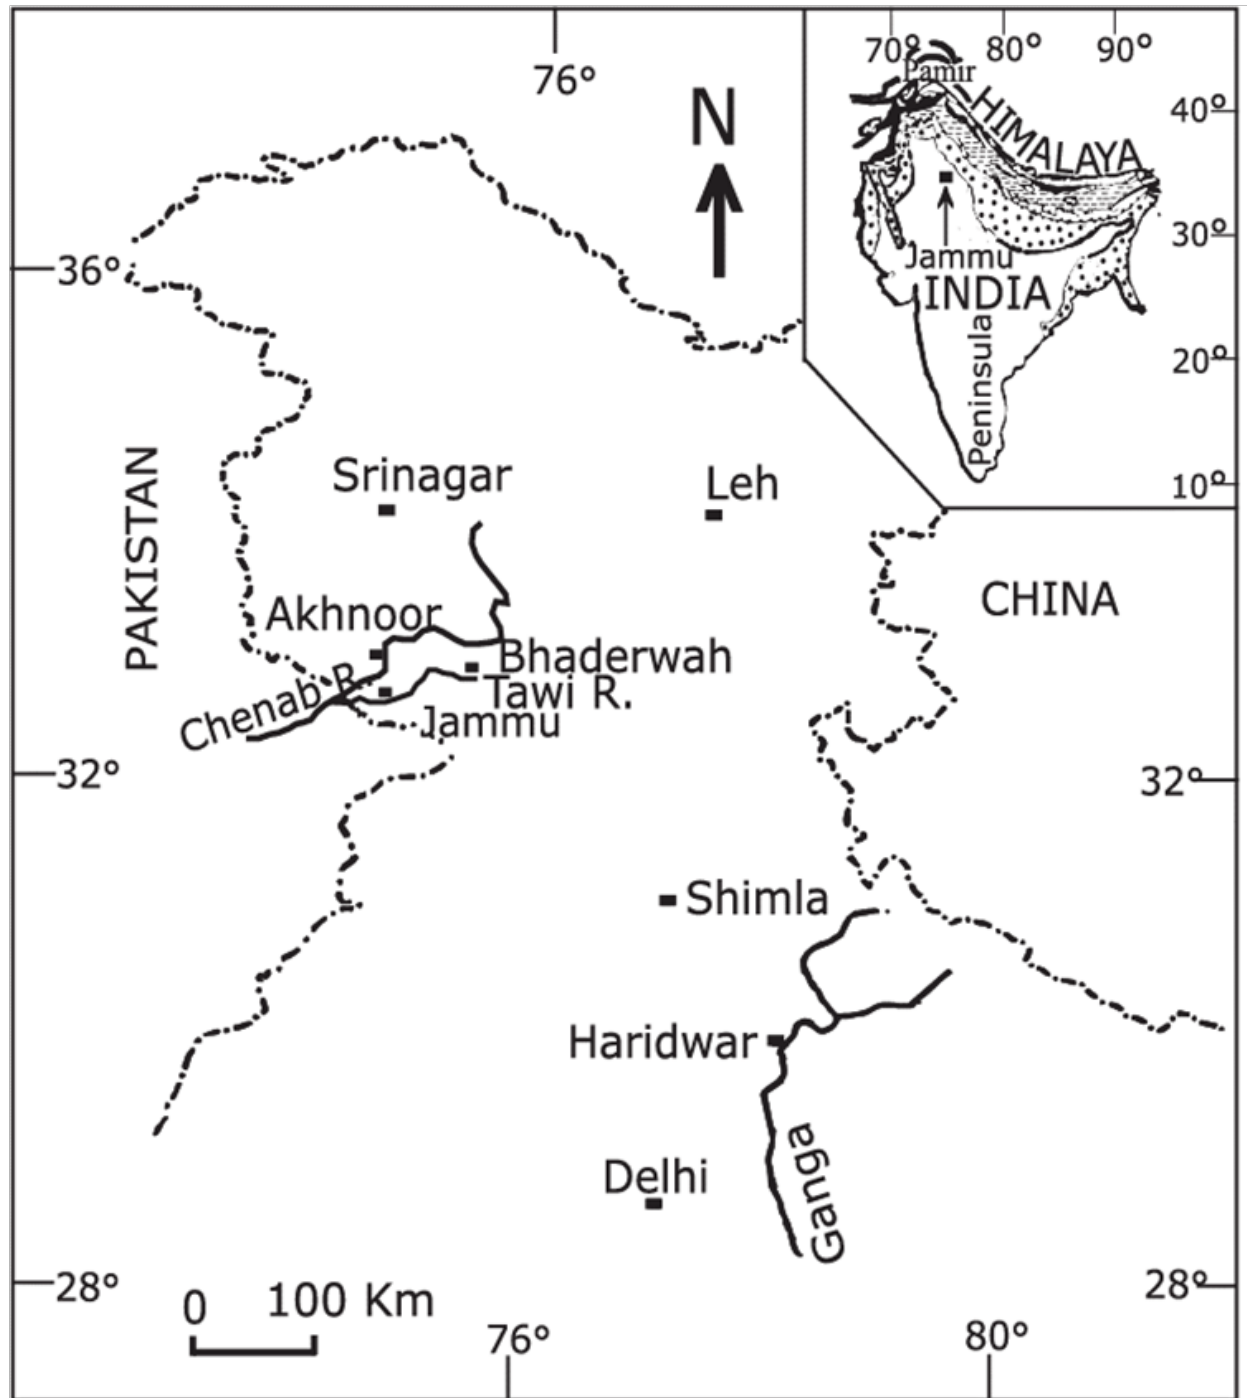 76°
70°
80°
90°
Pamir
N
HIMALAYA
40°
30°
Jammu
36°
INDIA
Peninsula
20°
10°
PAKISTAN
Srinagar
Leh
CHINA
Akhnoor
Bhaderwah
Chenab R.
Tawi R.
Jammu
32°
32°
Shimla
Haridwar
Ganga
Delhi
28°
28°
0 100 Km
76°
80°